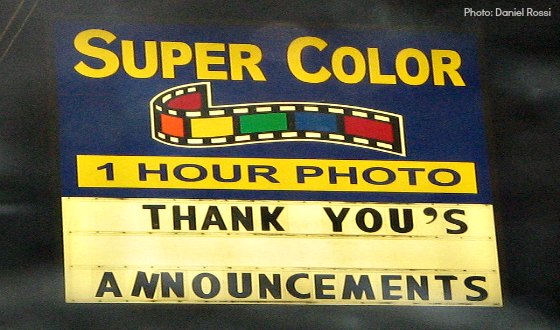 Photo: Daniel Rossi
SUPER COLOR
1 HOUR PHOTO
THANK YOU'S
ANNOUNCEMENTS